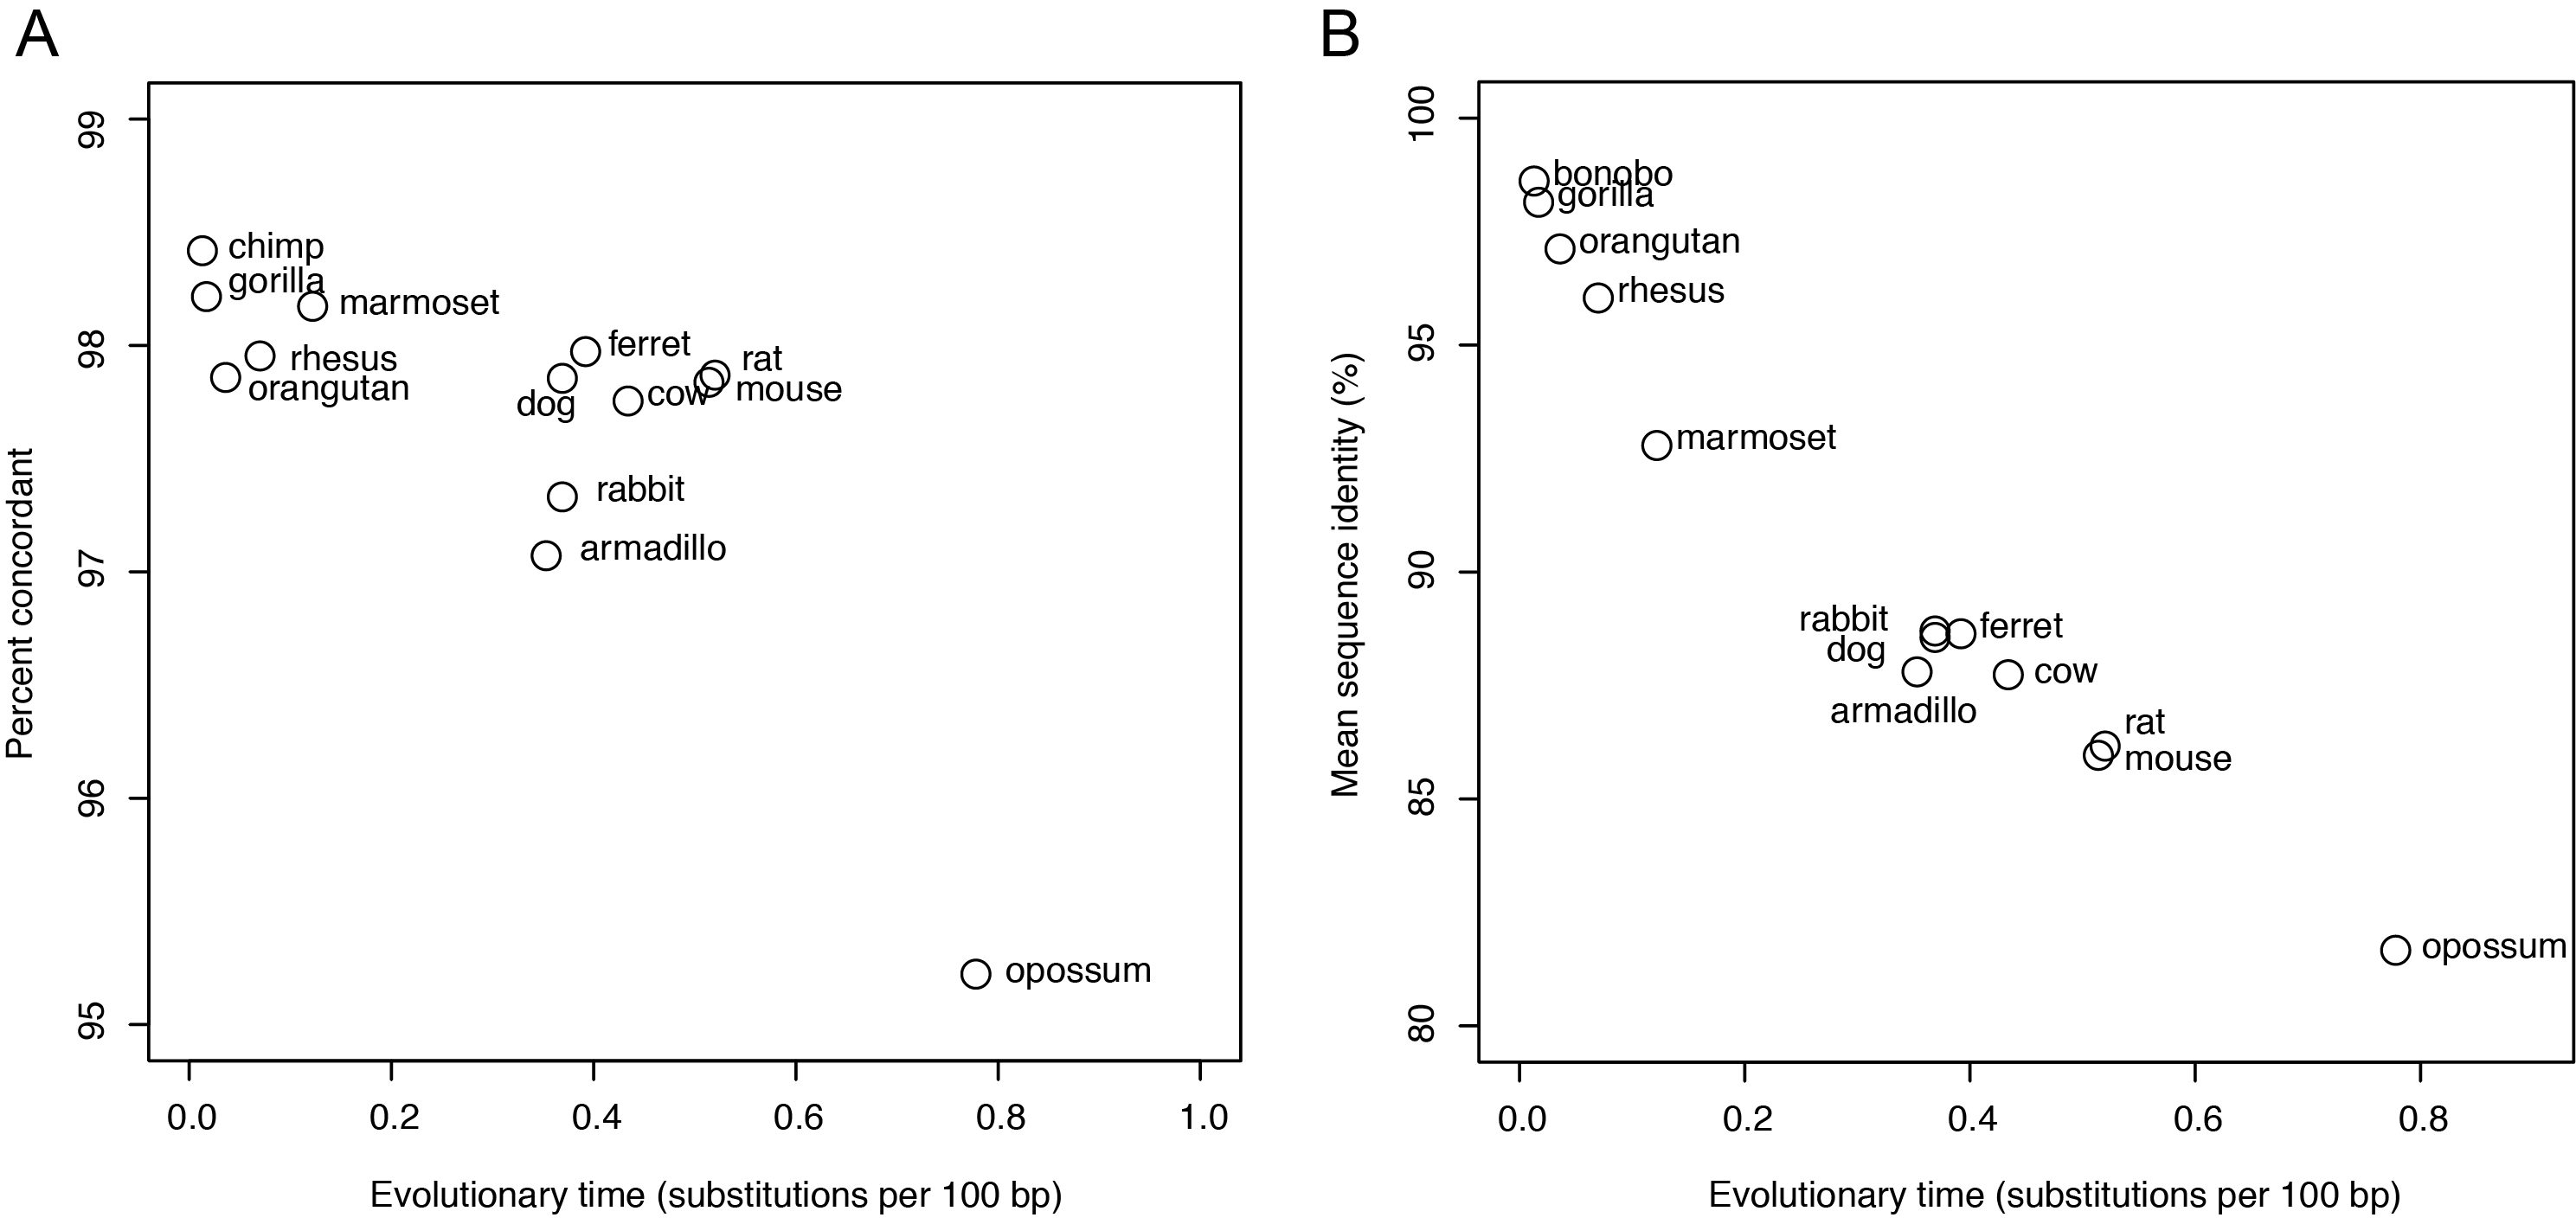 A
99
98
97
96
95
Percent concordant
chimp
gorilla
marmoset
rhesus
orangutan
ferret
rat
dog
cow
mouse
rabbit
armadillo
opossum
0.0 0.2 0.4 0.6 0.8 1.0
Evolutionary time (substitutions per 100 bp)
B
100
95
90
85
80
Mean sequence identity (%)
bonobo
gorilla
orangutan
rhesus
marmoset
rabbit
ferret
dog
cow
armadillo
rat
mouse
opossum
0.0 0.2 0.4 0.6 0.8
Evolutionary time (substitutions per 100 bp)